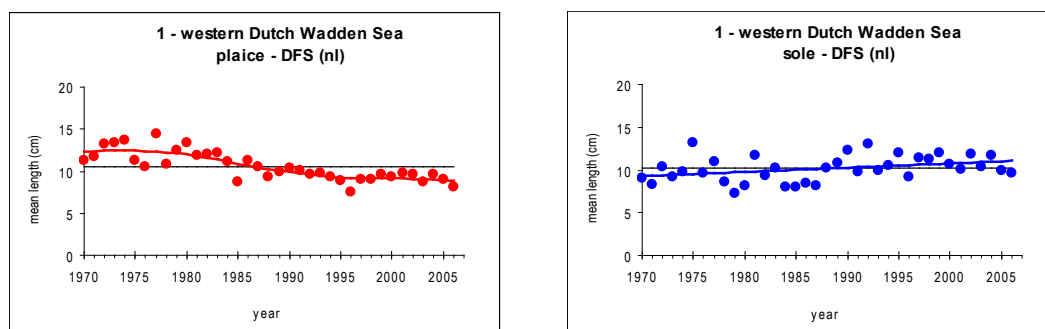 1 - western Dutch Wadden Sea
plaice - DFS (nl)
20
15
10
5
0
mean length (cm)
1970 1975 1980 1985 1990 1995 2000 2005
year
1 - western Dutch Wadden Sea
sole - DFS (nl)
20
15
10
5
0
mean length (cm)
1970 1975 1980 1985 1990 1995 2000 2005
year